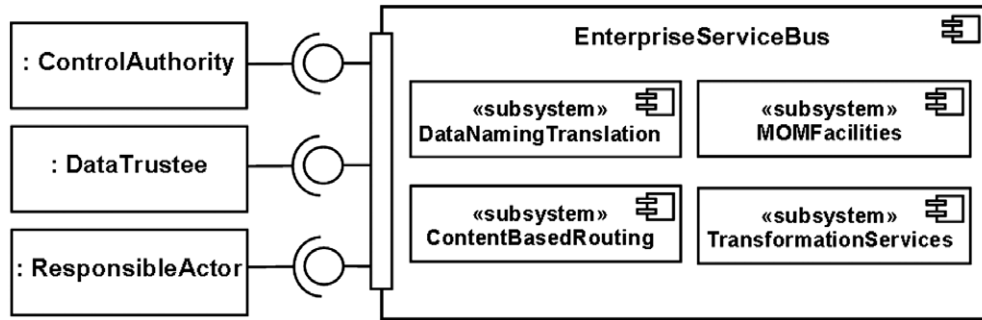 : ControlAuthority
: DataTrustee
: ResponsibleActor
EnterpriseServiceBus
«subsystem»
DataNamingTranslation
«subsystem»
MOMFacilities
«subsystem»
ContentBasedRouting
«subsystem»
TransformationServices